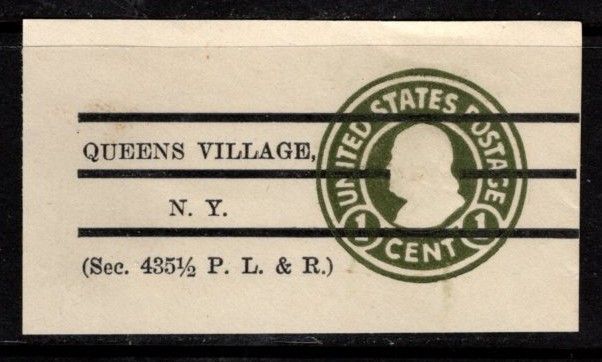 QUEENS VILLAGE,
N. Y.
(Sec. 435½ P. L. & R.)
UNITED STATES POSTAGE
1 CENT 1